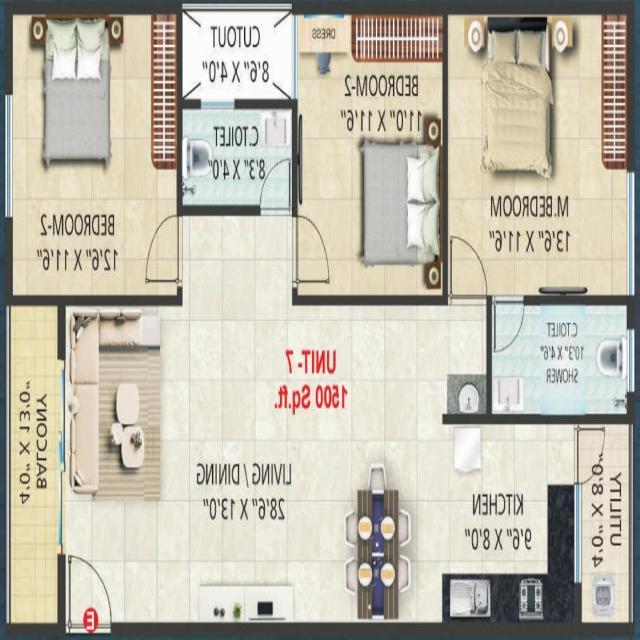 CUTOUT
8'6" X 4'0"
DRESS
BEDROOM-2
11'0" X 11'6"
C.TOILET
8'3" X 4'0"
M.BEDROOM
13'6" X 11'6"
BEDROOM-2
12'6" X 11'6"
C.TOILET
10'3" X 4'6"
SHOWER
UNIT-7
1500 Sq.ft.
BALCONY
4'0" X 13'0"
LIVING / DINING
28'6" X 13'0"
KITCHEN
9'6" X 8'0"
UTILITY
4'0" X 8'0"
E